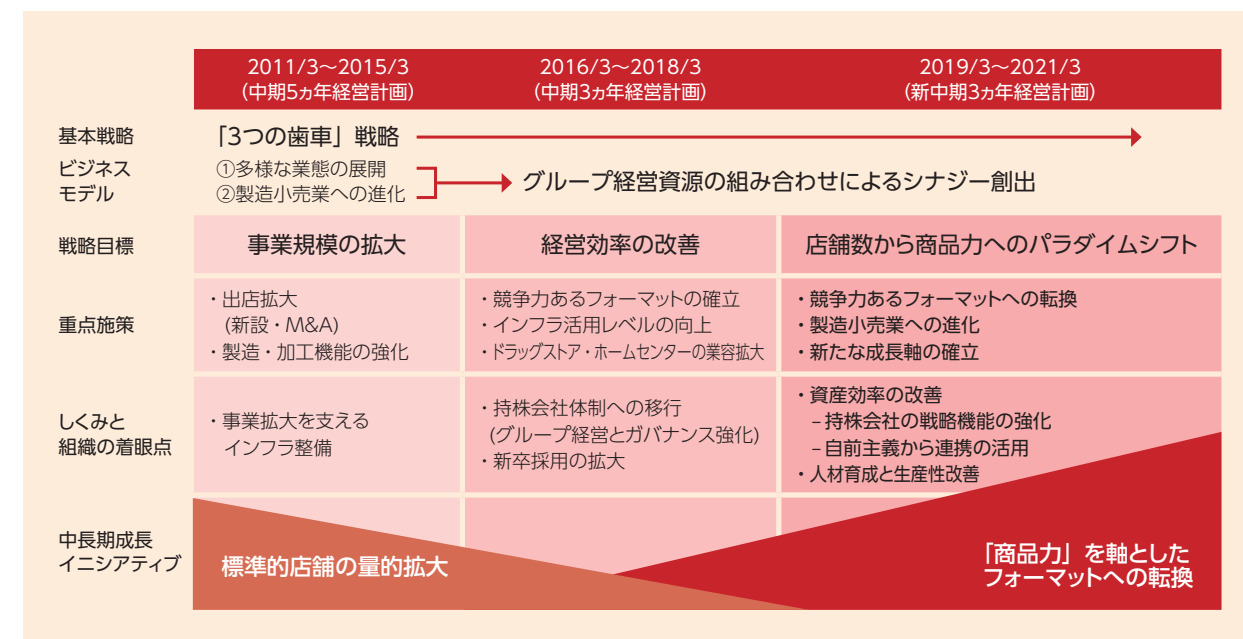 2011/3~2015/3
(中期5ヵ年経営計画)
2016/3~2018/3
(中期3ヵ年経営計画)
2019/3~2021/3
(新中期3ヵ年経営計画)
基本戦略
「3つの歯車」戦略
ビジネス
モデル
①多様な業態の展開
②製造小売業への進化
グループ経営資源の組み合わせによるシナジー創出
戦略目標
事業規模の拡大
経営効率の改善
店舗数から商品力へのパラダイムシフト
重点施策
・出店拡大
(新設・M&A)
・製造・加工機能の強化
・競争力あるフォーマットの確立
・インフラ活用レベルの向上
・ドラッグストア・ホームセンターの業容拡大
・競争力あるフォーマットへの転換
・製造小売業への進化
・新たな成長軸の確立
しくみと
組織の着眼点
・事業拡大を支える
インフラ整備
・持株会社体制への移行
(グループ経営とガバナンス強化)
・新卒採用の拡大
・資産効率の改善
−持株会社の戦略機能の強化
−自前主義から連携の活用
・人材育成と生産性改善
中長期成長
イニシアティブ
標準的店舗の量的拡大
「商品力」を軸とした
フォーマットへの転換